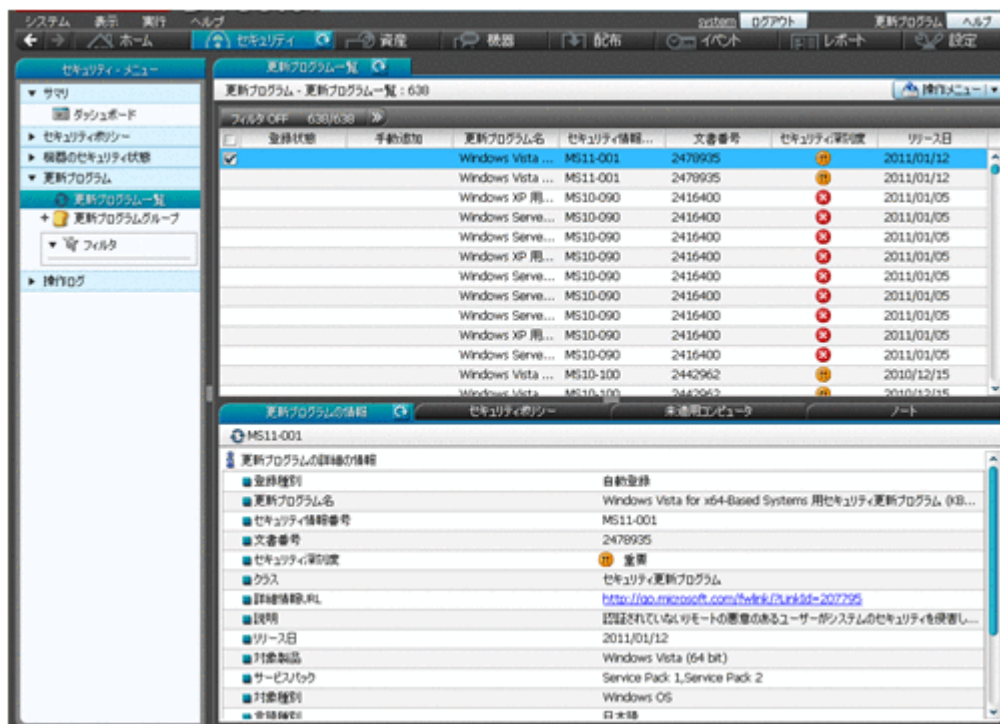 システム 表示 実行 ヘルプ system ログアウト 更新プログラム ヘルプ
ホーム セキュリティ 資産 機器 配布 イベント レポート 設定
セキュリティ・メニュー 更新プログラム一覧
▼ サマリ
ダッシュボード
▶ セキュリティポリシー
▶ 機器のセキュリティ状態
▼ 更新プログラム
更新プログラム一覧
+ 更新プログラムグループ
▼ フィルタ
▶ 操作ログ
更新プログラム - 更新プログラム一覧 : 638 操作メニュー
フィルタ OFF 638/638
登録状態 手動追加 更新プログラム名 セキュリティ情報... 文書番号 セキュリティ深刻度 リリース日
Windows Vista ... MS11-001 2478935 2011/01/12
Windows Vista ... MS11-001 2478935 2011/01/12
Windows XP 用... MS10-090 2416400 2011/01/05
Windows Serve... MS10-090 2416400 2011/01/05
Windows Serve... MS10-090 2416400 2011/01/05
Windows XP 用... MS10-090 2416400 2011/01/05
Windows Serve... MS10-090 2416400 2011/01/05
Windows Serve... MS10-090 2416400 2011/01/05
Windows Serve... MS10-090 2416400 2011/01/05
Windows XP 用... MS10-090 2416400 2011/01/05
Windows Serve... MS10-090 2416400 2011/01/05
Windows Vista ... MS10-100 2442962 2010/12/15
Windows Vista ... MS10-100 2442962 2010/12/15
更新プログラムの情報 セキュリティポリシー 未適用コンピュータ ノート
MS11-001
更新プログラムの詳細の情報
登録種別 自動登録
更新プログラム名 Windows Vista for x64-Based Systems 用セキュリティ更新プログラム (KB...
セキュリティ情報番号 MS11-001
文書番号 2478935
セキュリティ深刻度 重要
クラス セキュリティ更新プログラム
詳細情報URL http://go.microsoft.com/fwlink/?LinkId=207795
説明 認証されていないリモートの悪意のあるユーザーがシステムのセキュリティを侵害し...
リリース日 2011/01/12
対象製品 Windows Vista (64 bit)
サービスパック Service Pack 1,Service Pack 2
対象種別 Windows OS
言語種別 日本語